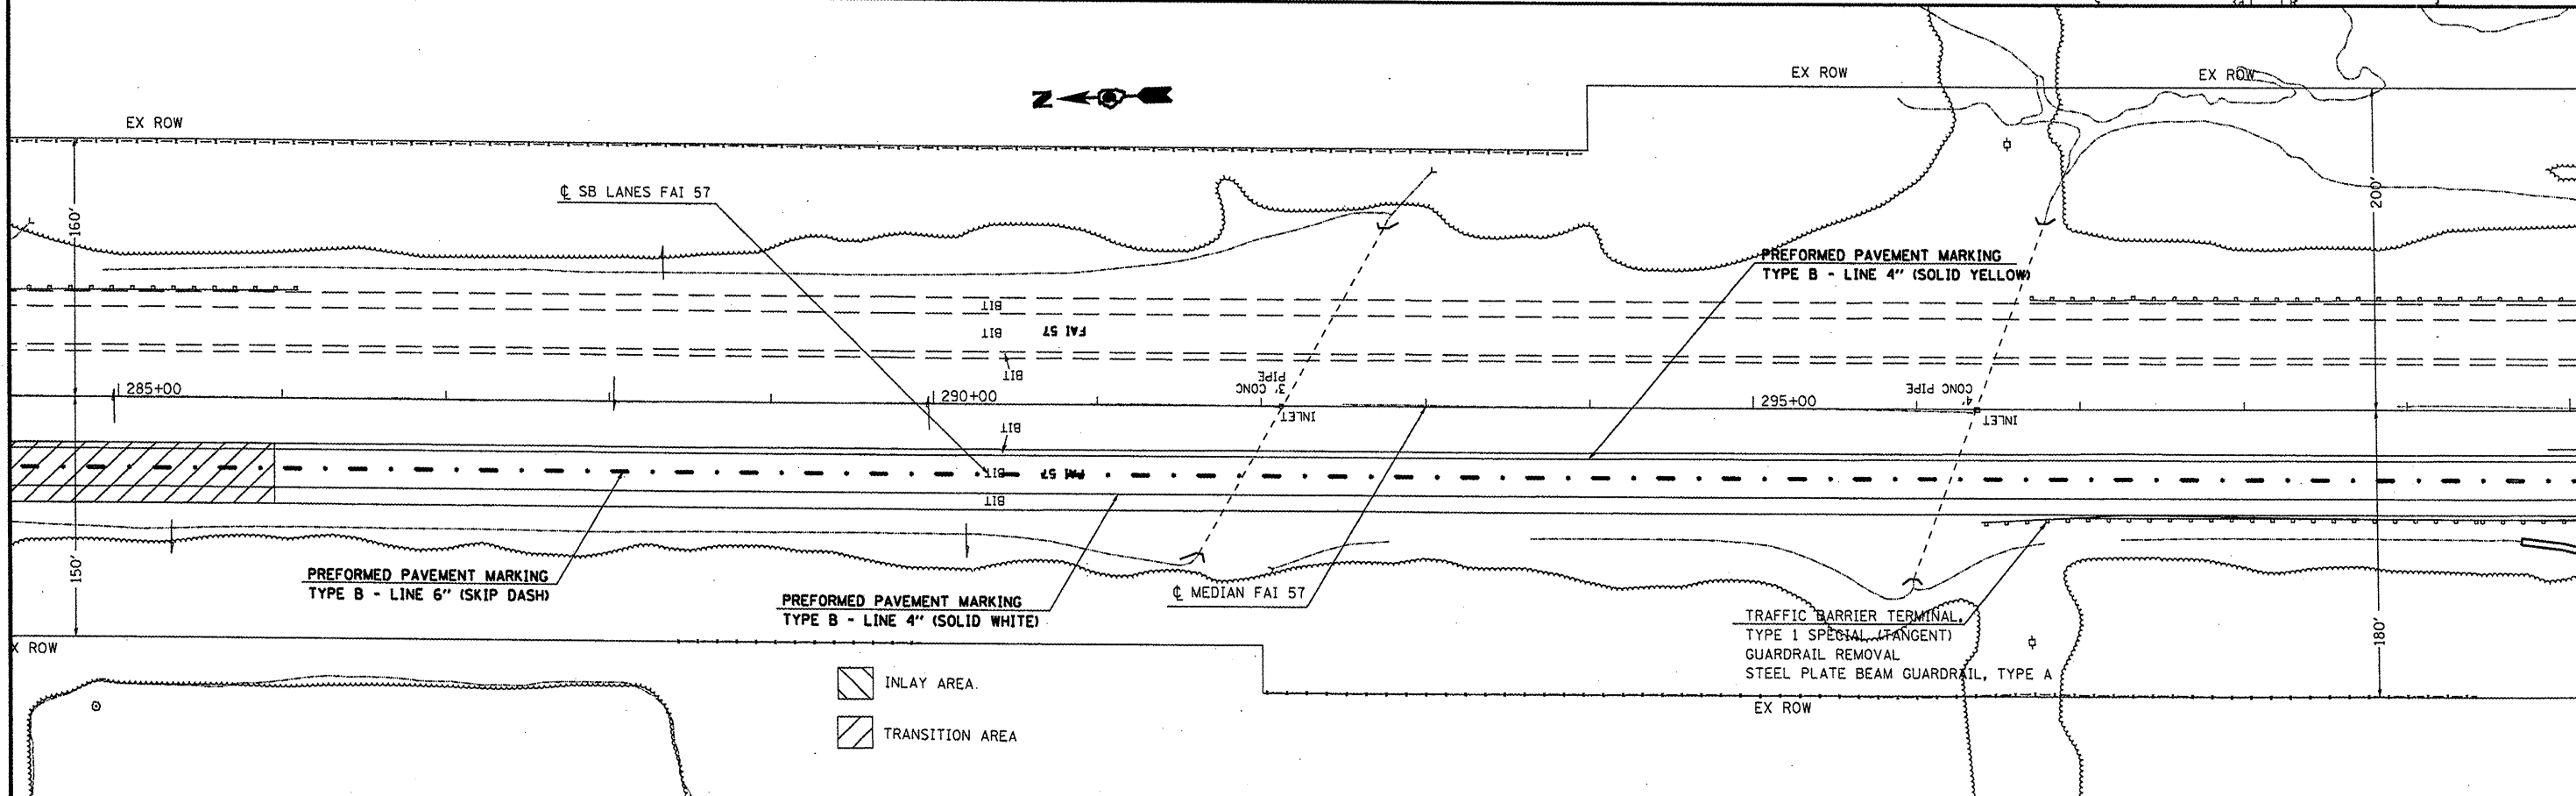 EX ROW
EX ROW
EX ROW
N
160'
200'
℄ SB LANES FAI 57
PREFORMED PAVEMENT MARKING
TYPE B - LINE 4" (SOLID YELLOW)
BIT
BIT
FAI 57
BIT
3' CONC
PIPE
4' CONC PIPE
285+00
290+00
295+00
INLET
INLET
BIT
BIT
FAI 57
BIT
150'
180'
PREFORMED PAVEMENT MARKING
TYPE B - LINE 6" (SKIP DASH)
PREFORMED PAVEMENT MARKING
TYPE B - LINE 4" (SOLID WHITE)
℄ MEDIAN FAI 57
TRAFFIC BARRIER TERMINAL,
TYPE 1 SPECIAL (TANGENT)
GUARDRAIL REMOVAL
STEEL PLATE BEAM GUARDRAIL, TYPE A
X ROW
INLAY AREA.
TRANSITION AREA
EX ROW